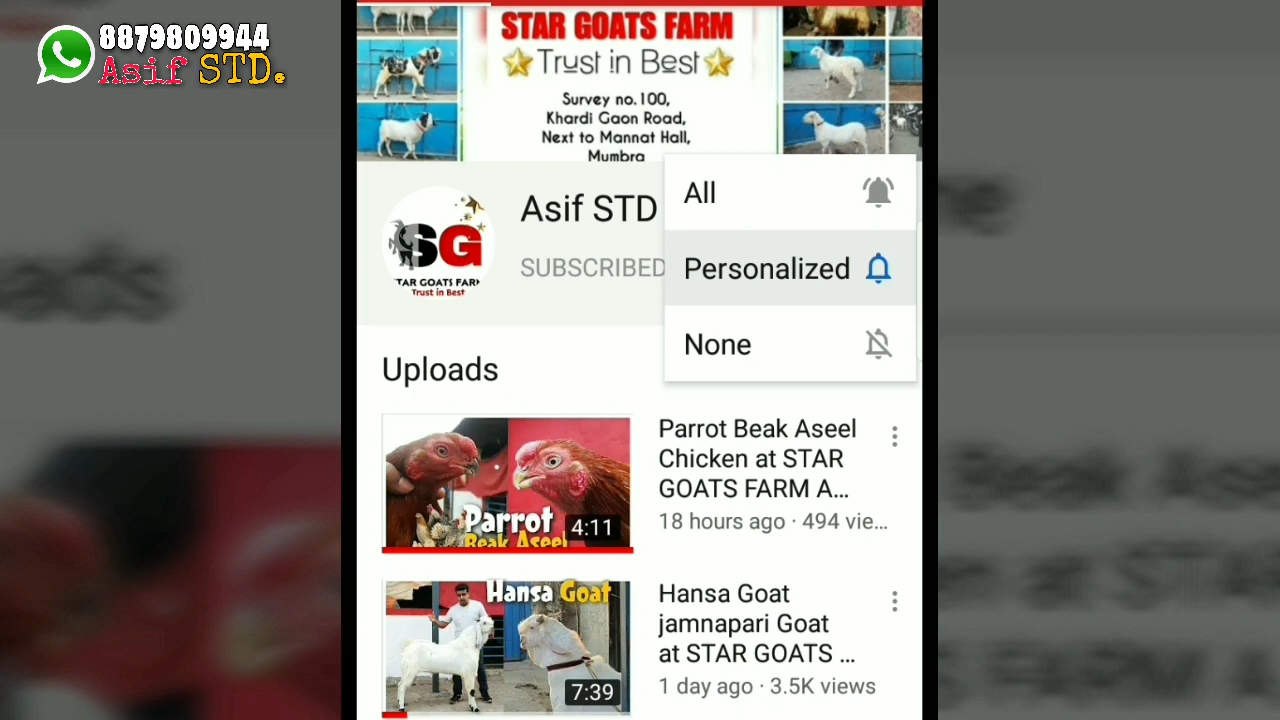 8879809944
Asif STD.
STAR GOATS FARM
Trust in Best
Survey no.100,
Khardi Gaon Road,
Next to Mannat Hall,
Mumbra
All
Personalized
None
Asif STD
SUBSCRIBED
SG
TAR GOATS FAR
Trust in Best
Uploads
Parrot
Beak Aseel
4:11
Parrot Beak Aseel
Chicken at STAR
GOATS FARM A...
18 hours ago · 494 vie...
Hansa Goat
7:39
Hansa Goat
jamnapari Goat
at STAR GOATS ...
1 day ago · 3.5K views